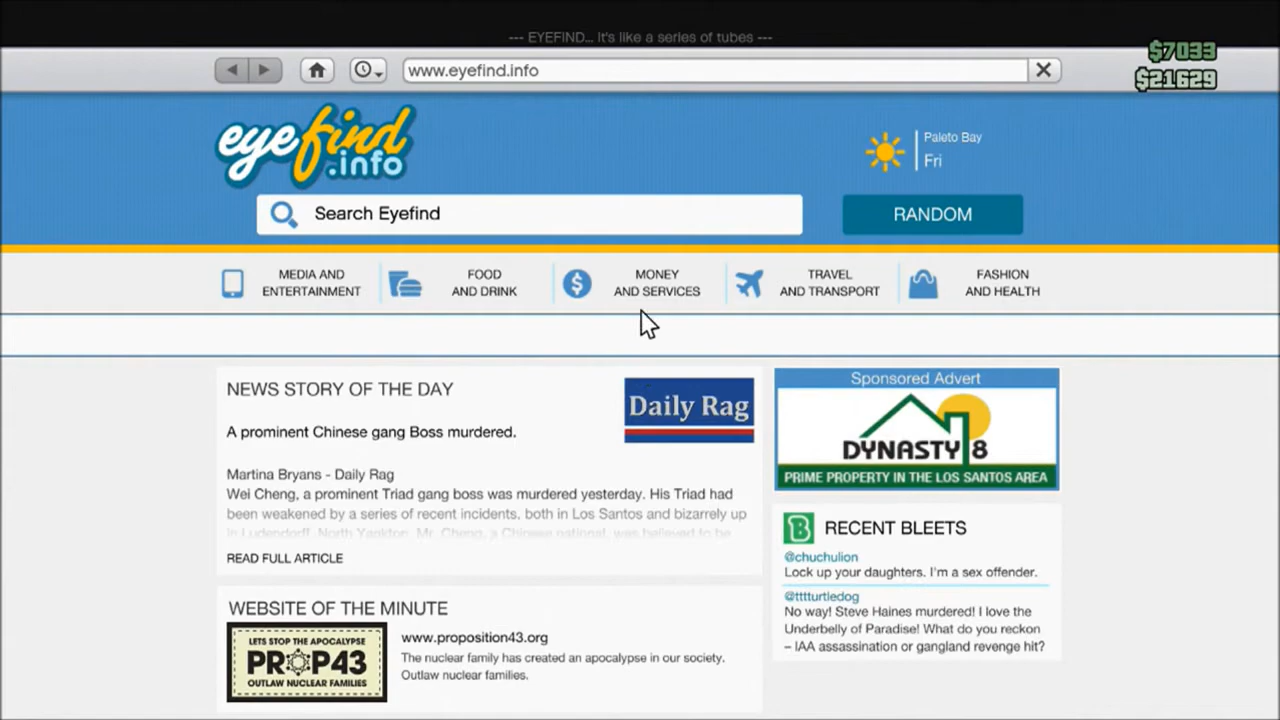 --- EYEFIND... It's like a series of tubes ---
$7033
www.eyefind.info
$21629
eyefind
.info
Paleto Bay
Fri
Search Eyefind
RANDOM
MEDIA AND
ENTERTAINMENT
FOOD
AND DRINK
MONEY
AND SERVICES
TRAVEL
AND TRANSPORT
FASHION
AND HEALTH
NEWS STORY OF THE DAY
Daily Rag
A prominent Chinese gang Boss murdered.
Martina Bryans - Daily Rag
Wei Cheng, a prominent Triad gang boss was murdered yesterday. His Triad had
been weakened by a series of recent incidents, both in Los Santos and bizarrely up
in Ludendorff, North Yankton. Mr. Cheng, a Chinese national, was believed to be
READ FULL ARTICLE
WEBSITE OF THE MINUTE
LETS STOP THE APOCALYPSE
PROP43
OUTLAW NUCLEAR FAMILIES
www.proposition43.org
The nuclear family has created an apocalypse in our society.
Outlaw nuclear families.
Sponsored Advert
DYNASTY 8
PRIME PROPERTY IN THE LOS SANTOS AREA
B
RECENT BLEETS
@chuchulion
Lock up your daughters. I'm a sex offender.
@tttturtledog
No way! Steve Haines murdered! I love the
Underbelly of Paradise! What do you reckon
– IAA assassination or gangland revenge hit?